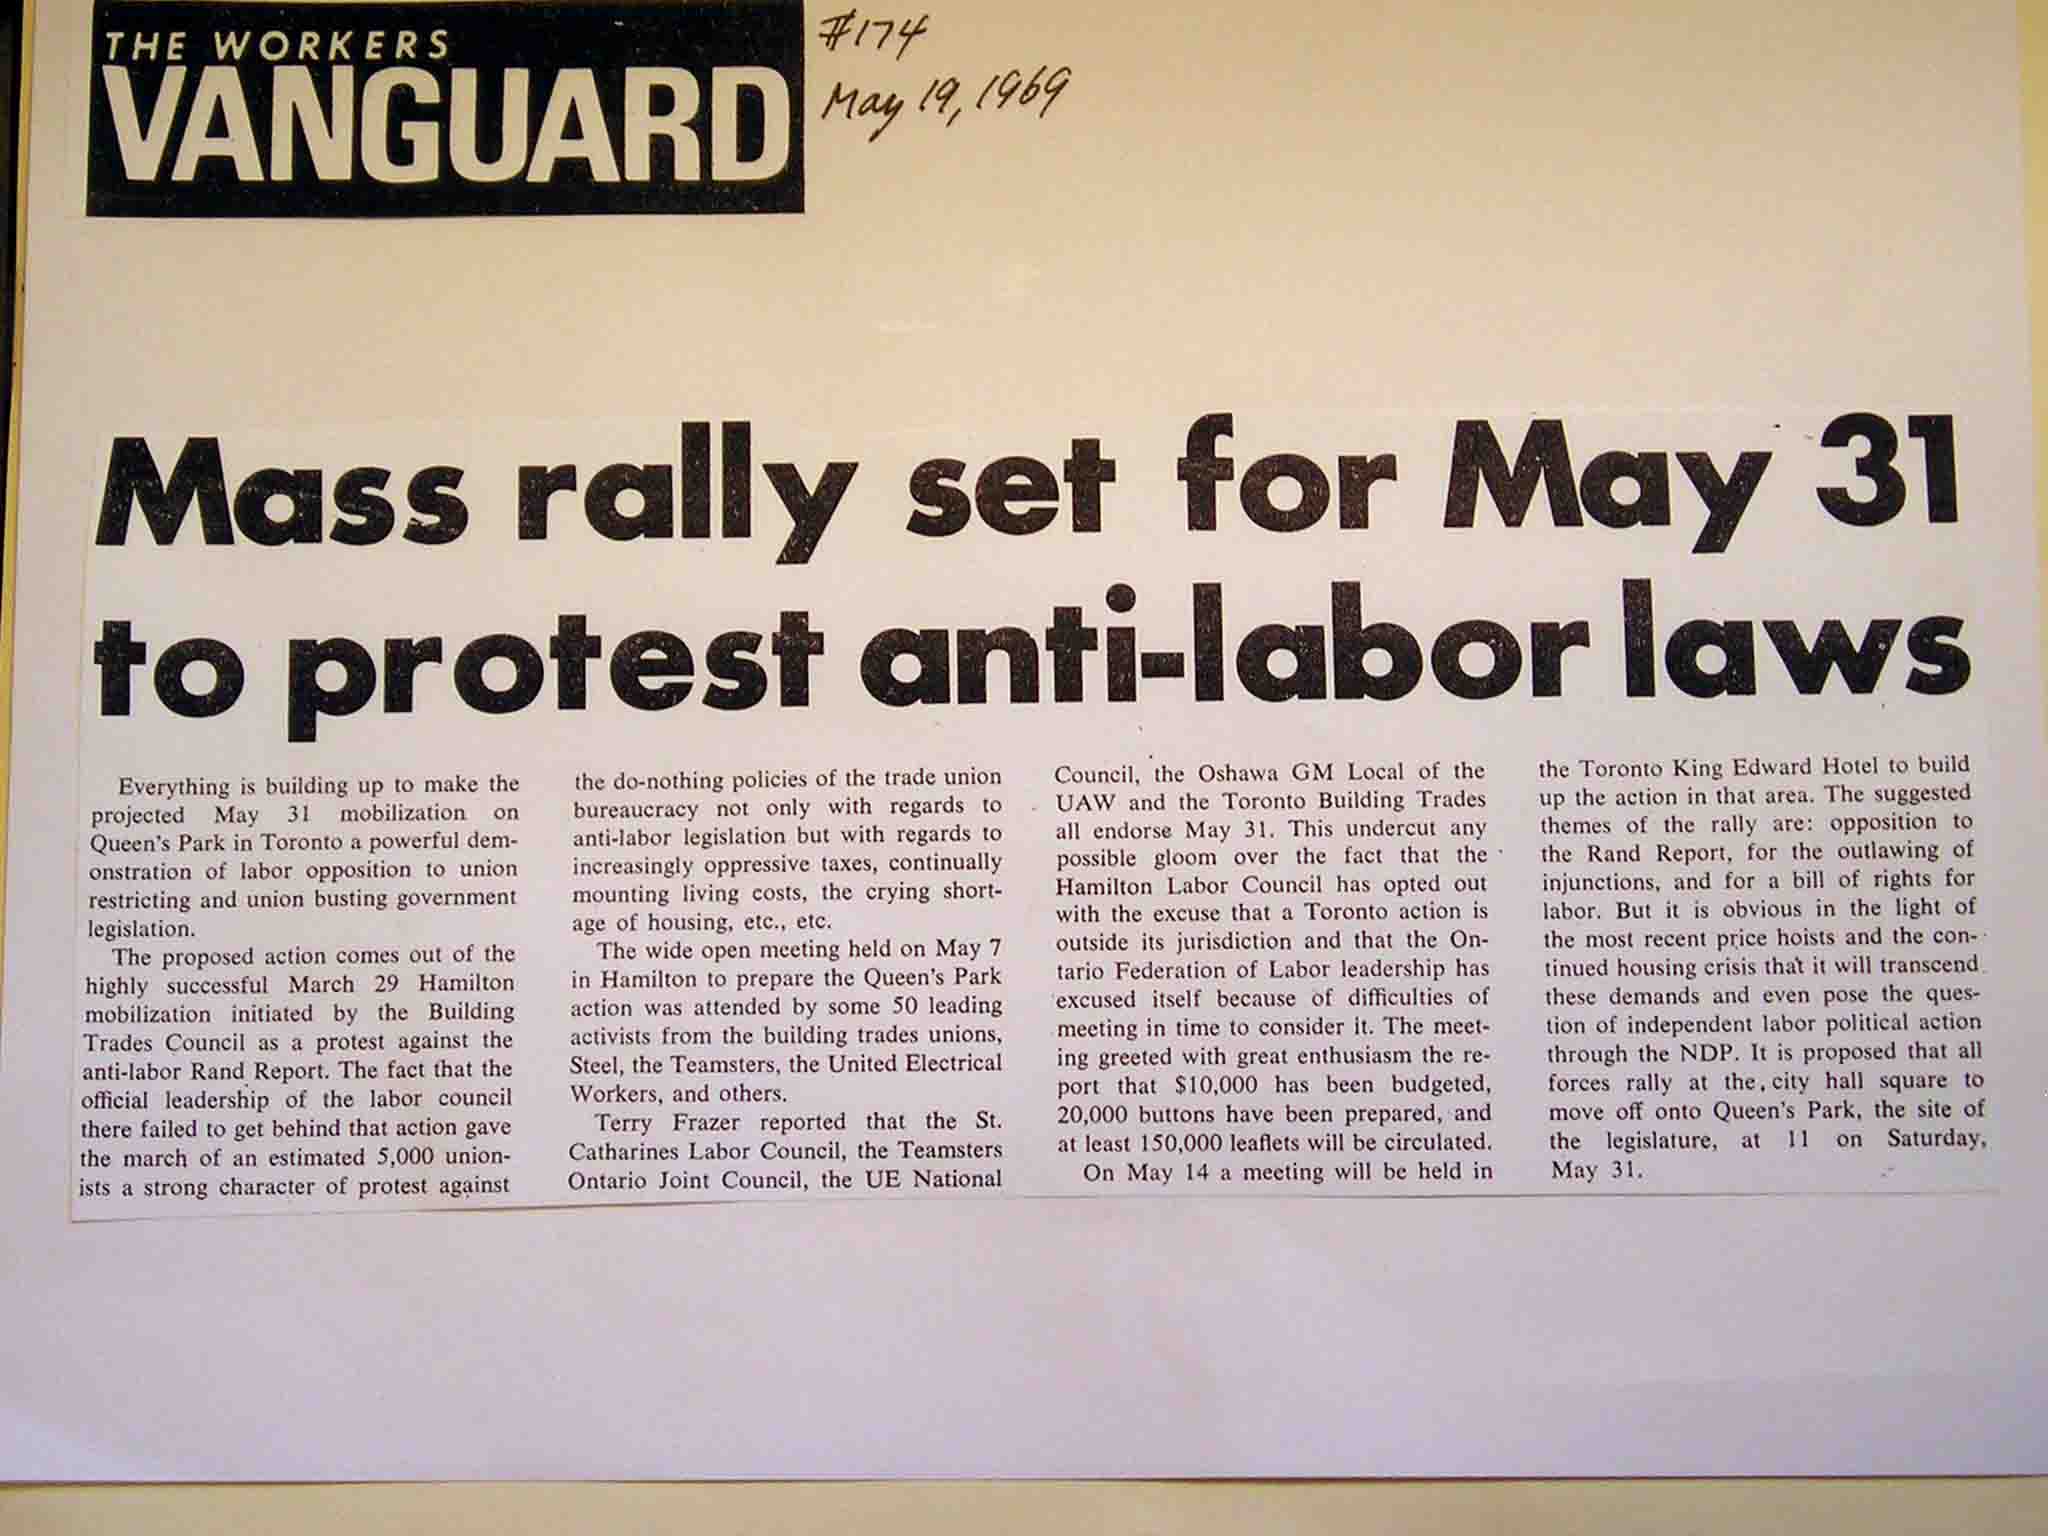 THE WORKERS
VANGUARD
#174
May 19, 1969
Mass rally set for May 31
to protest anti-labor laws
Everything is building up to make the
projected May 31 mobilization on
Queen's Park in Toronto a powerful dem-
onstration of labor opposition to union
restricting and union busting government
legislation.
The proposed action comes out of the
highly successful March 29 Hamilton
mobilization initiated by the Building
Trades Council as a protest against the
anti-labor Rand Report. The fact that the
official leadership of the labor council
there failed to get behind that action gave
the march of an estimated 5,000 union-
ists a strong character of protest against
the do-nothing policies of the trade union
bureaucracy not only with regards to
anti-labor legislation but with regards to
increasingly oppressive taxes, continually
mounting living costs, the crying short-
age of housing, etc., etc.
The wide open meeting held on May 7
in Hamilton to prepare the Queen's Park
action was attended by some 50 leading
activists from the building trades unions,
Steel, the Teamsters, the United Electrical
Workers, and others.
Terry Frazer reported that the St.
Catharines Labor Council, the Teamsters
Ontario Joint Council, the UE National
Council, the Oshawa GM Local of the
UAW and the Toronto Building Trades
all endorse May 31. This undercut any
possible gloom over the fact that the
Hamilton Labor Council has opted out
with the excuse that a Toronto action is
outside its jurisdiction and that the On-
tario Federation of Labor leadership has
excused itself because of difficulties of
meeting in time to consider it. The meet-
ing greeted with great enthusiasm the re-
port that $10,000 has been budgeted,
20,000 buttons have been prepared, and
at least 150,000 leaflets will be circulated.
On May 14 a meeting will be held in
the Toronto King Edward Hotel to build
up the action in that area. The suggested
themes of the rally are: opposition to
the Rand Report, for the outlawing of
injunctions, and for a bill of rights for
labor. But it is obvious in the light of
the most recent price hoists and the con-
tinued housing crisis that it will transcend
these demands and even pose the ques-
tion of independent labor political action
through the NDP. It is proposed that all
forces rally at the city hall square to
move off onto Queen's Park, the site of
the legislature, at 11 on Saturday,
May 31.